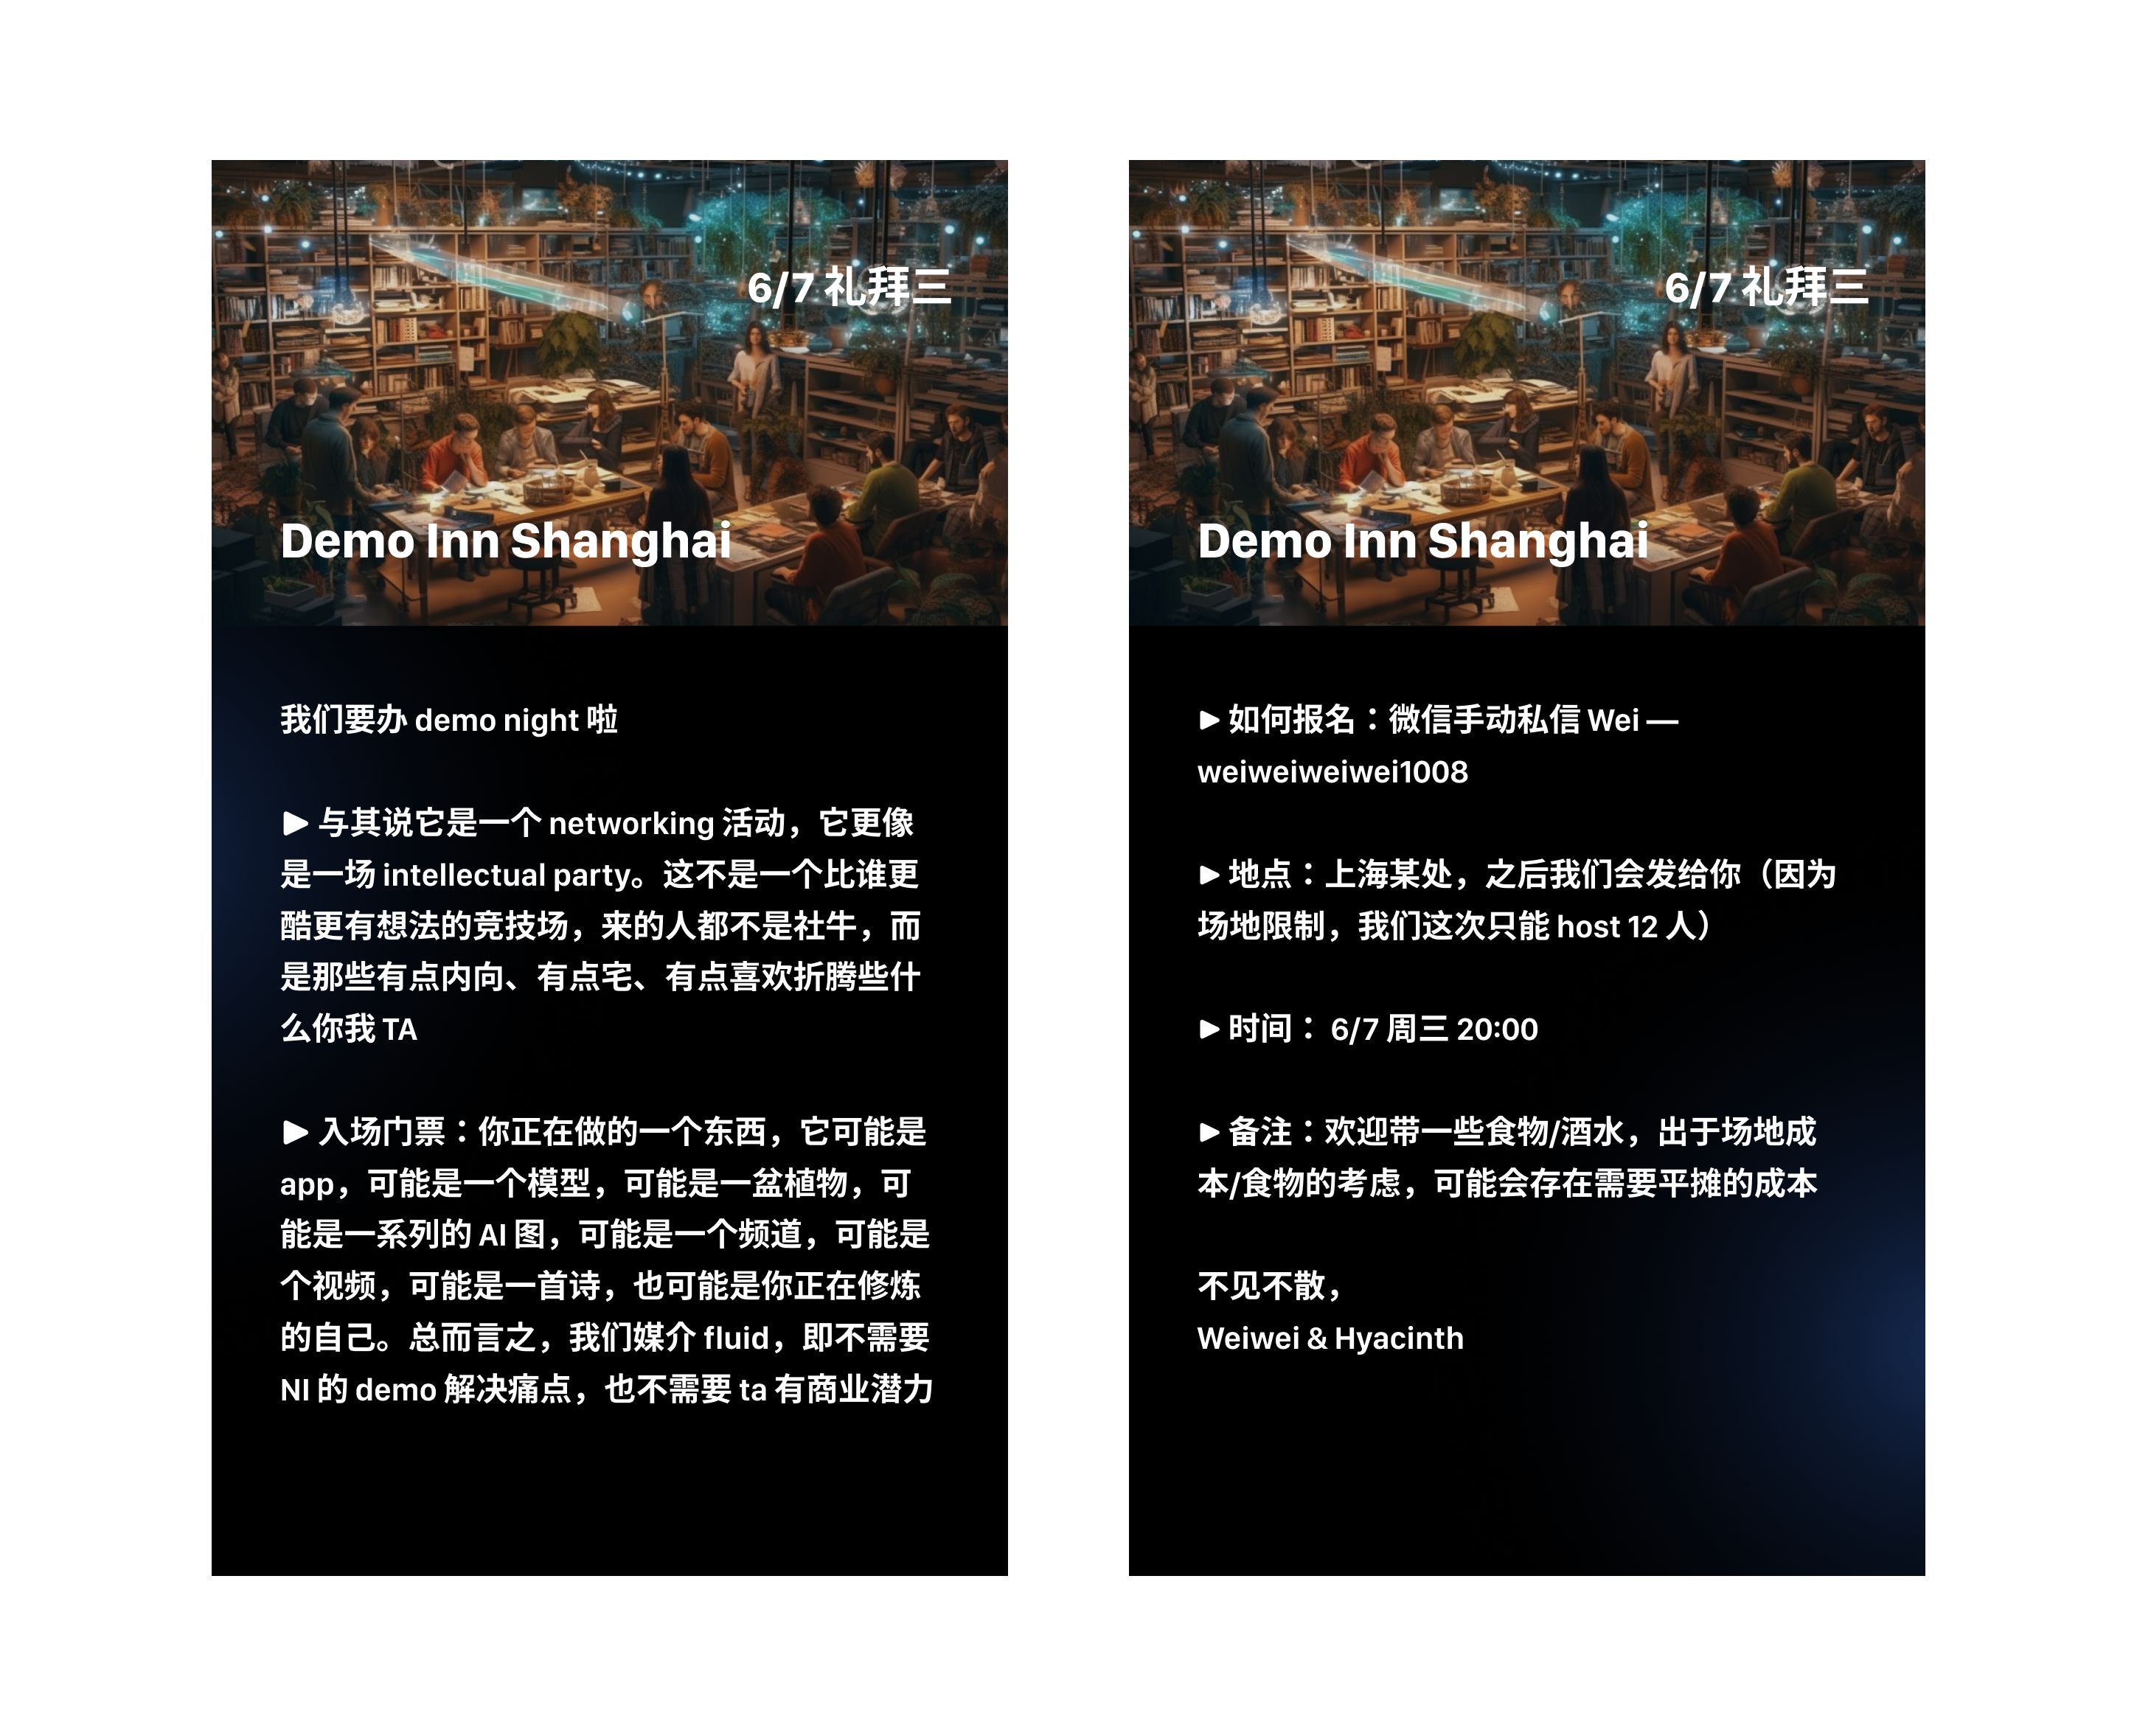 6/7 礼拜三
Demo Inn Shanghai
我们要办 demo night 啦
▶ 与其说它是一个 networking 活动，它更像
是一场 intellectual party。这不是一个比谁更
酷更有想法的竞技场，来的人都不是社牛，而
是那些有点内向、有点宅、有点喜欢折腾些什
么你我 TA
▶ 入场门票：你正在做的一个东西，它可能是
app，可能是一个模型，可能是一盆植物，可
能是一系列的 AI 图，可能是一个频道，可能是
个视频，可能是一首诗，也可能是你正在修炼
的自己。总而言之，我们媒介 fluid，即不需要
NI 的 demo 解决痛点，也不需要 ta 有商业潜力
6/7 礼拜三
Demo Inn Shanghai
▶ 如何报名：微信手动私信 Wei —
weiweiweiwei1008
▶ 地点：上海某处，之后我们会发给你（因为
场地限制，我们这次只能 host 12 人）
▶ 时间： 6/7 周三 20:00
▶ 备注：欢迎带一些食物/酒水，出于场地成
本/食物的考虑，可能会存在需要平摊的成本
不见不散，
Weiwei & Hyacinth